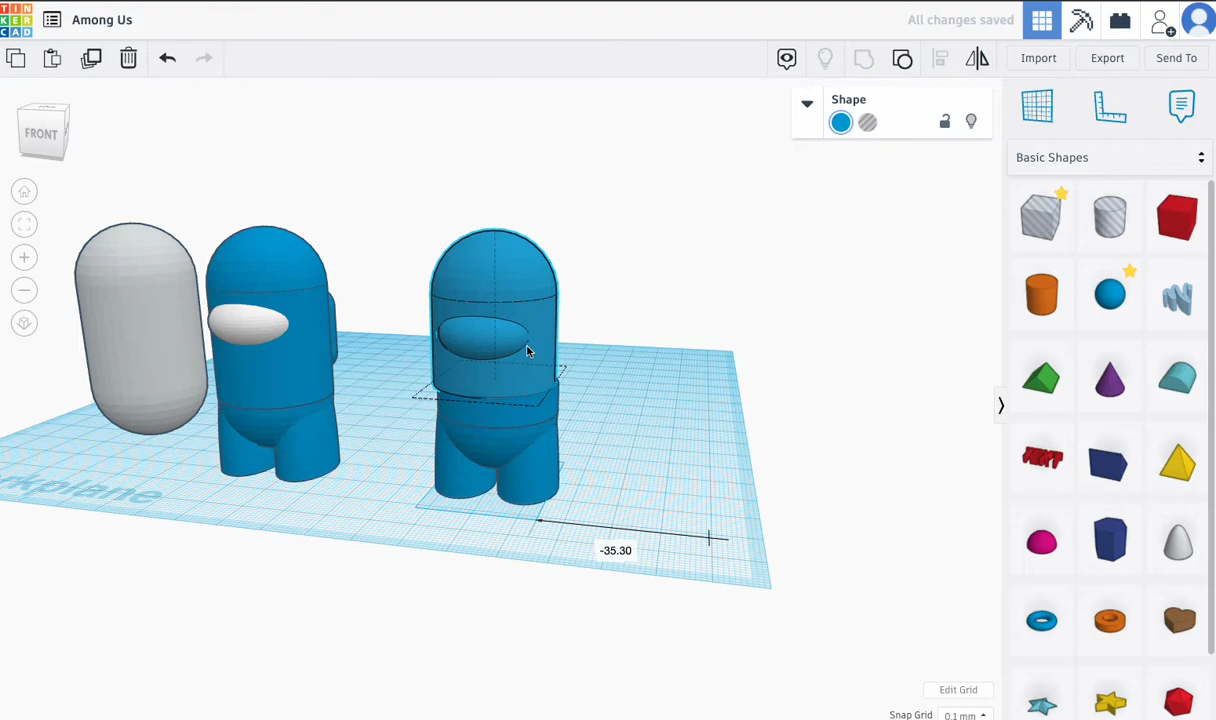 TIN
KER
CAD
Among Us
All changes saved
Import
Export
Send To
FRONT
Shape
Basic Shapes
TEXT
-35.30
Edit Grid
Snap Grid
0.1 mm